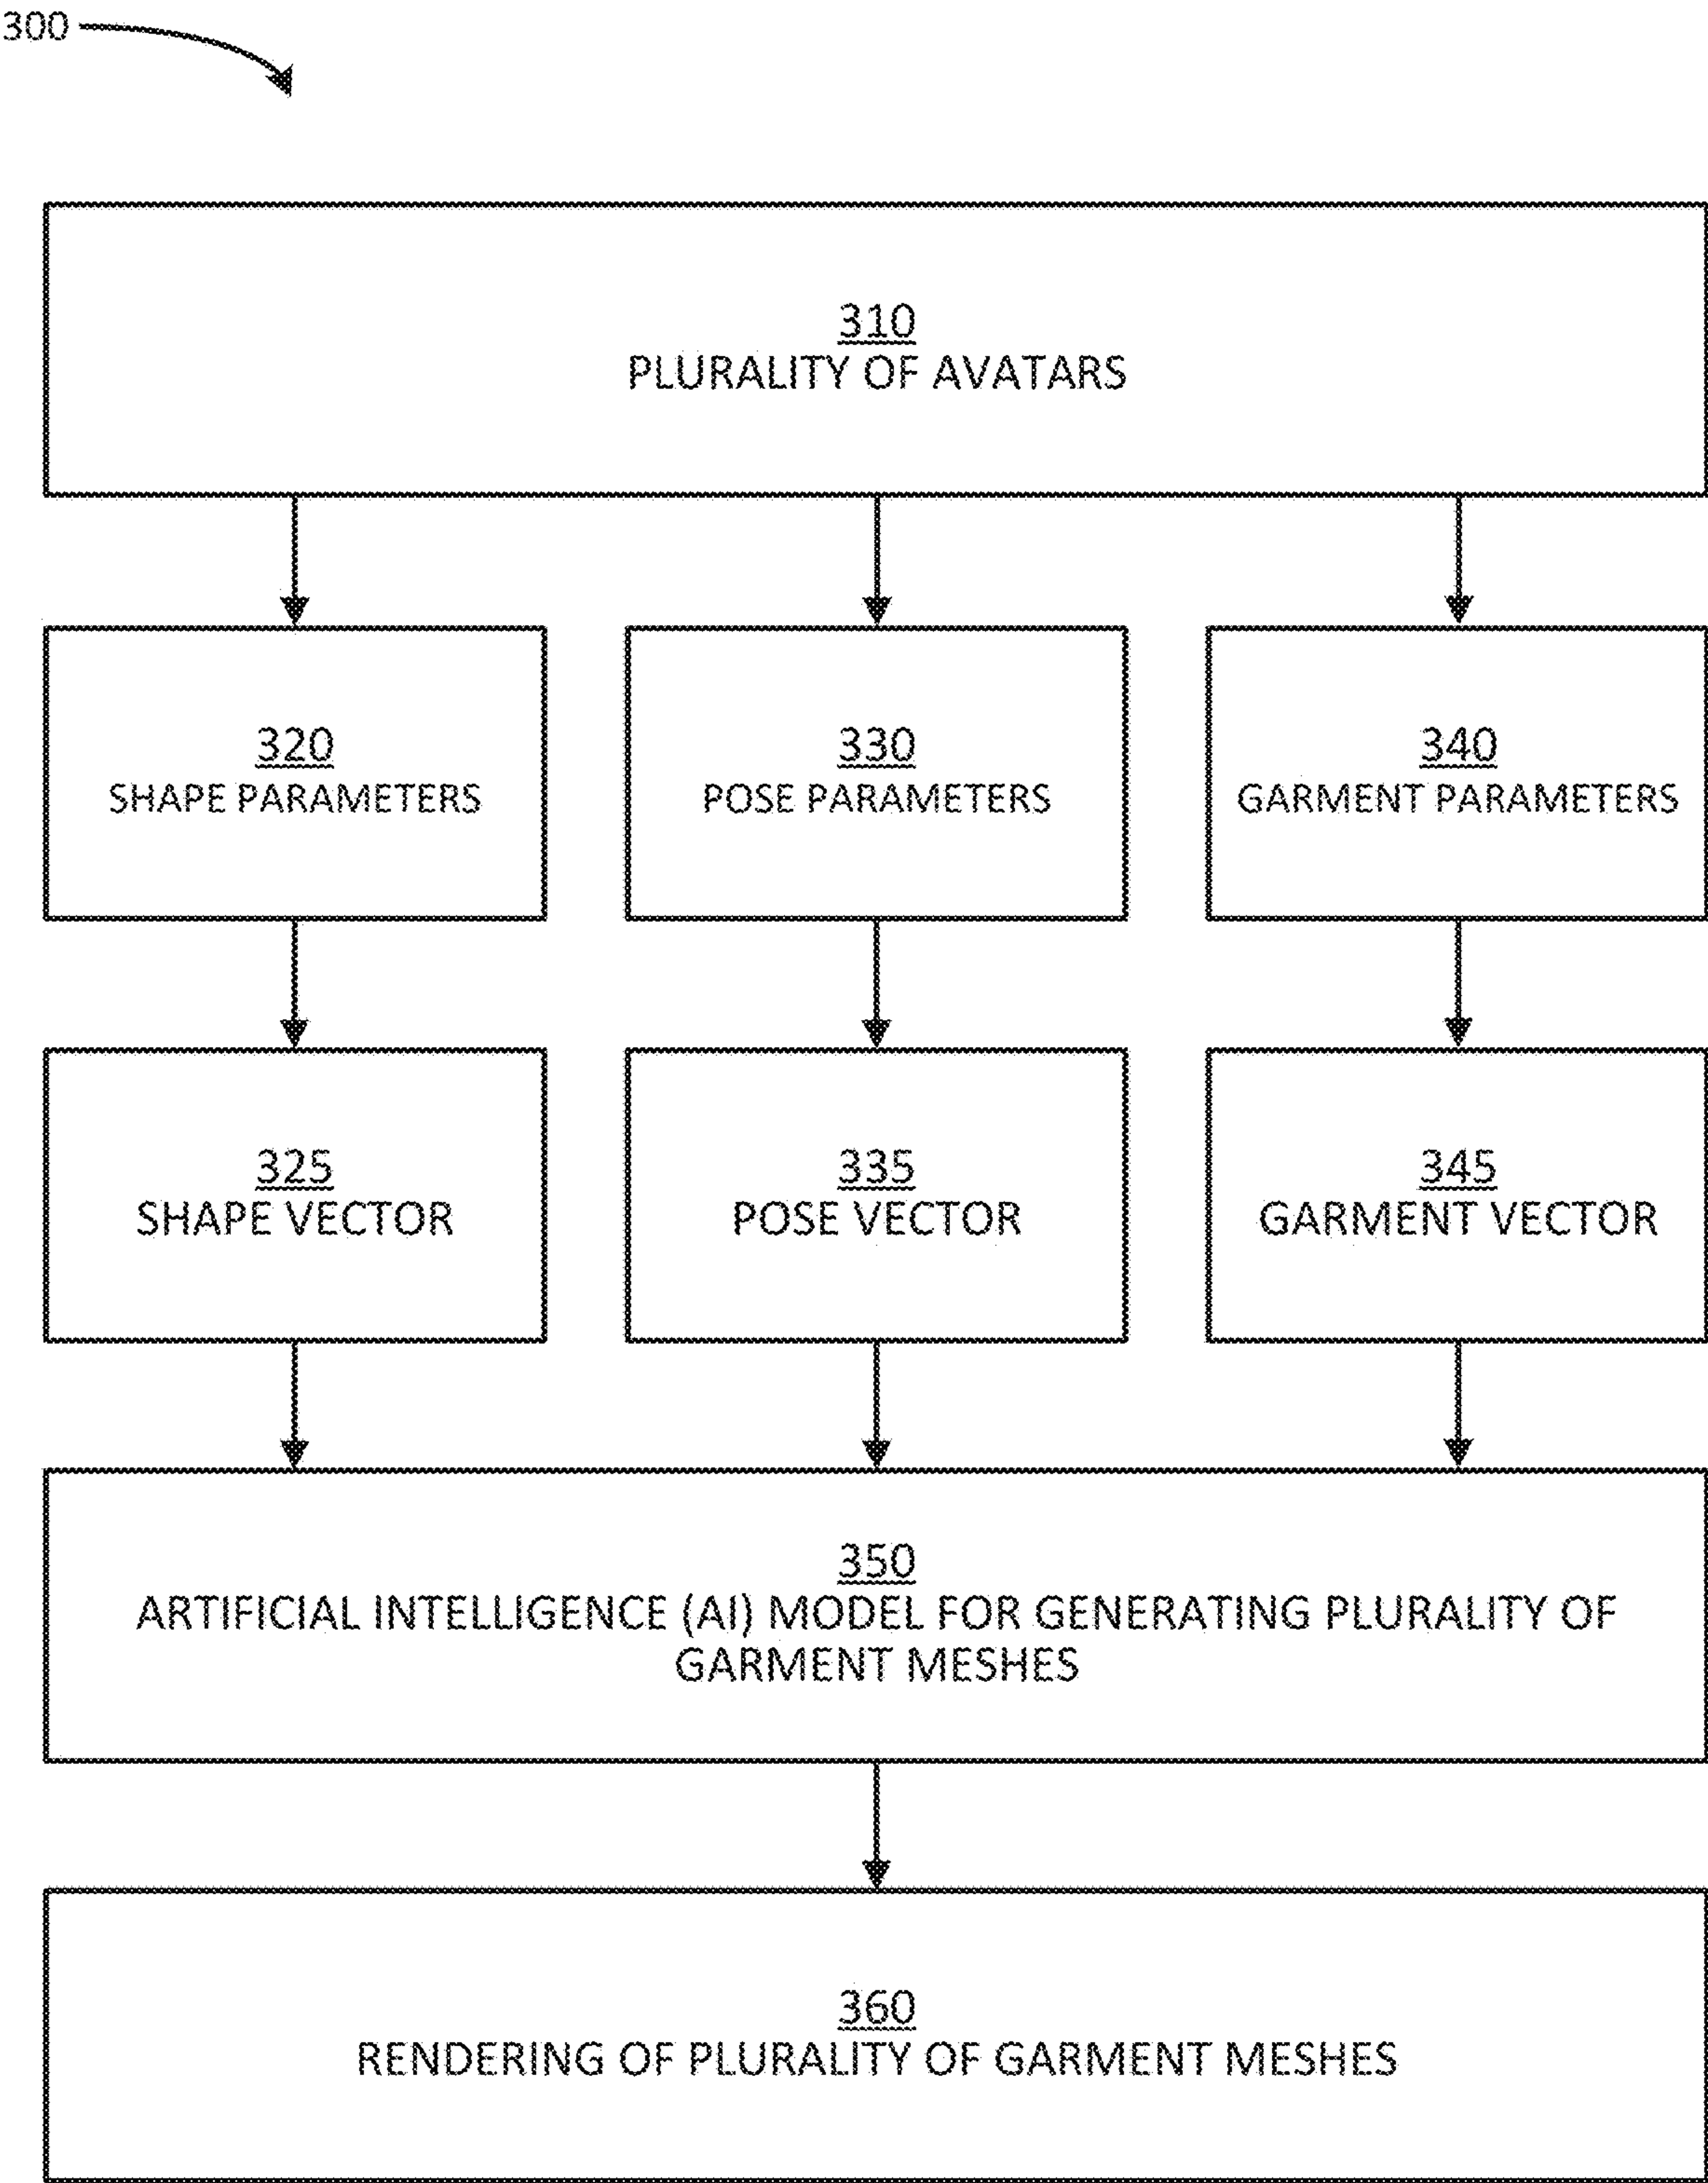 300
310
PLURALITY OF AVATARS
320
SHAPE PARAMETERS
330
POSE PARAMETERS
340
GARMENT PARAMETERS
325
SHAPE VECTOR
335
POSE VECTOR
345
GARMENT VECTOR
350
ARTIFICIAL INTELLIGENCE (AI) MODEL FOR GENERATING PLURALITY OF
GARMENT MESHES
360
RENDERING OF PLURALITY OF GARMENT MESHES